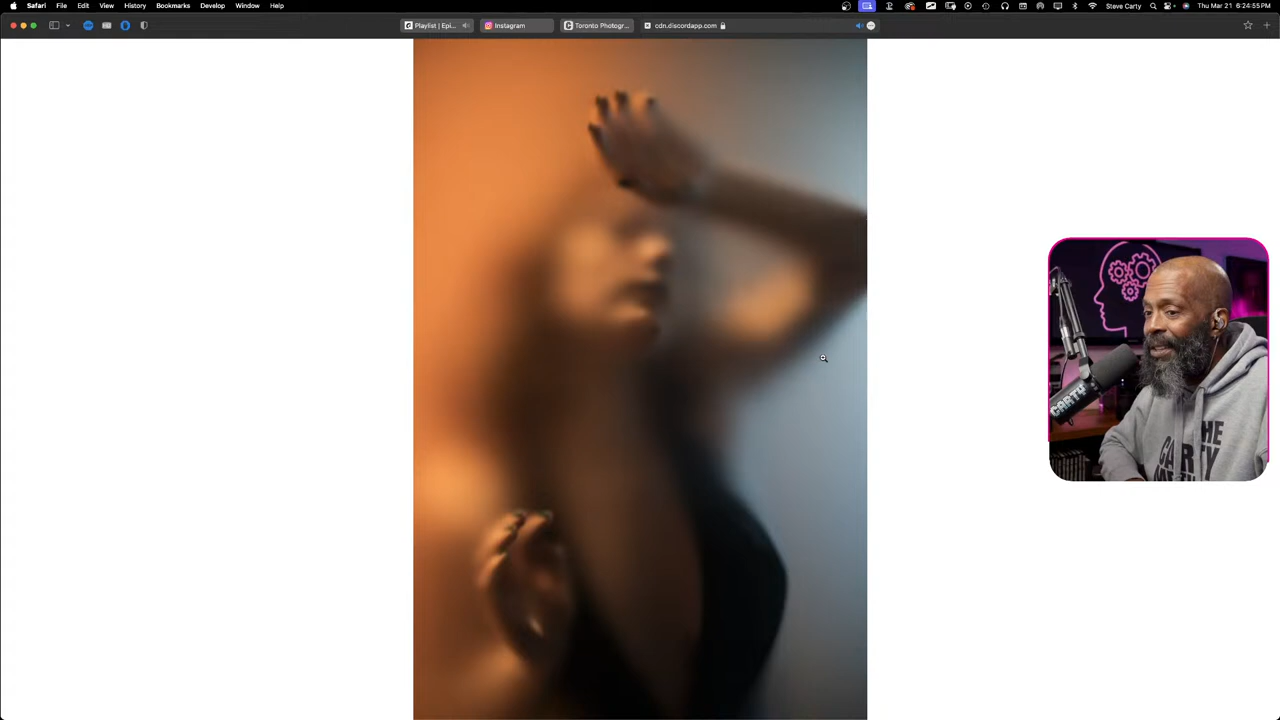 Safari File Edit View History Bookmarks Develop Window Help
Steve Carty Thu Mar 21 6:24:55 PM
Playlist | Epi... Instagram Toronto Photogr... cdn.discordapp.com
CARTY
THE